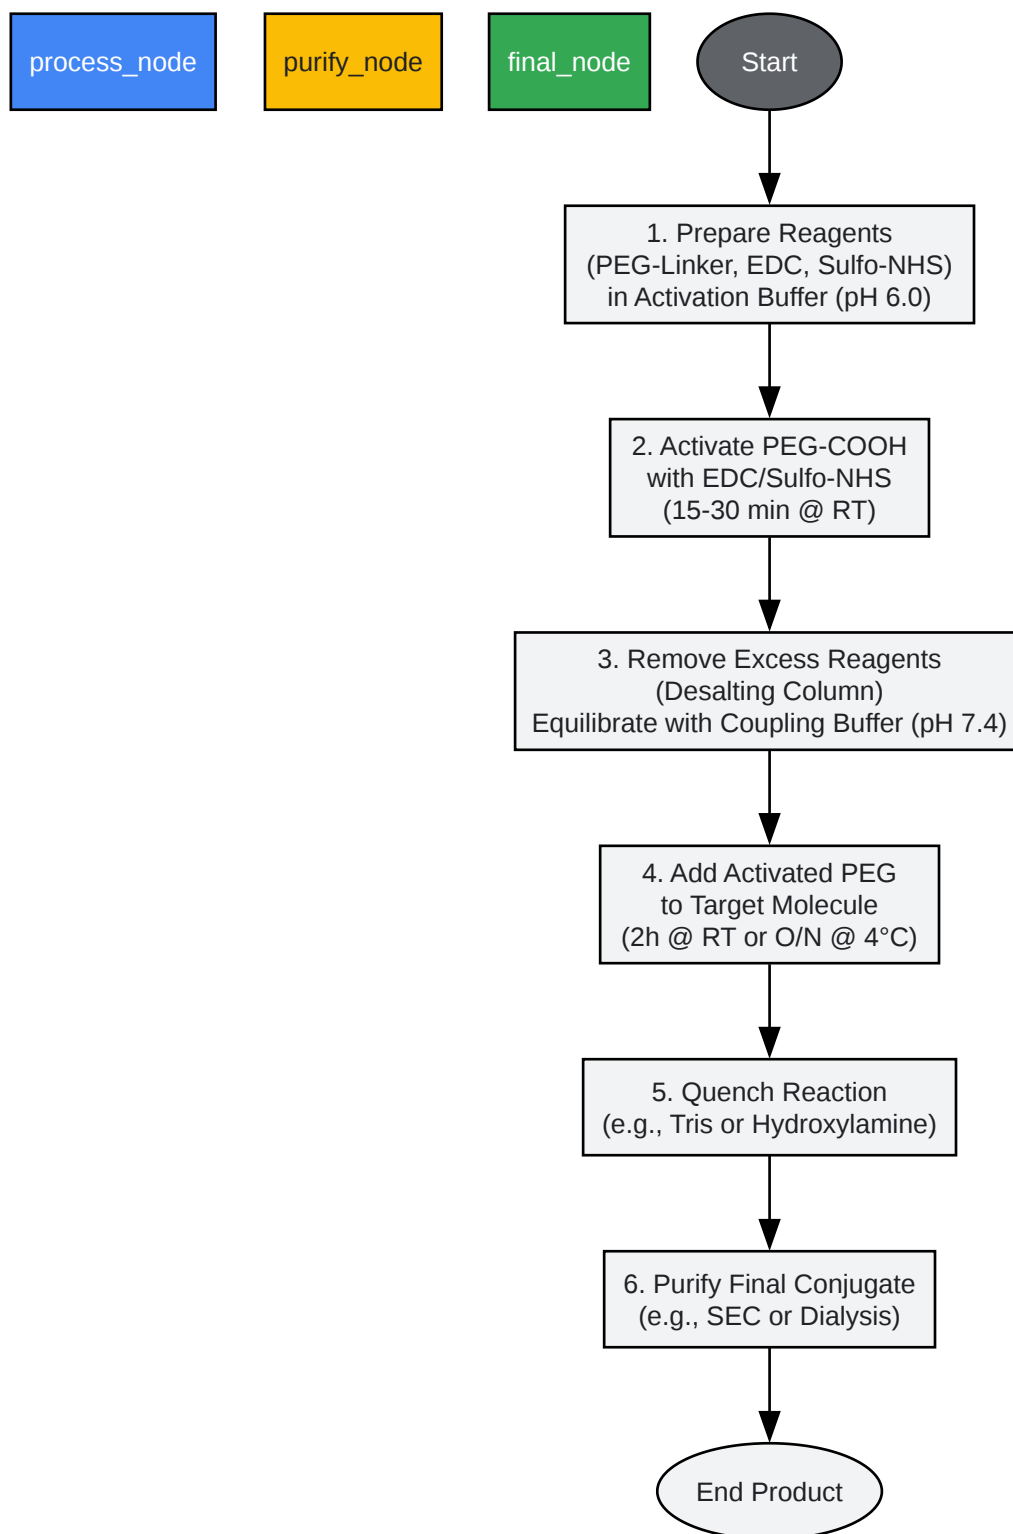 process_node
purify_node
final_node
Start
1. Prepare Reagents
(PEG-Linker, EDC, Sulfo-NHS)
in Activation Buffer (pH 6.0)
2. Activate PEG-COOH
with EDC/Sulfo-NHS
(15-30 min @ RT)
3. Remove Excess Reagents
(Desalting Column)
Equilibrate with Coupling Buffer (pH 7.4)
4. Add Activated PEG
to Target Molecule
(2h @ RT or O/N @ 4°C)
5. Quench Reaction
(e.g., Tris or Hydroxylamine)
6. Purify Final Conjugate
(e.g., SEC or Dialysis)
End Product